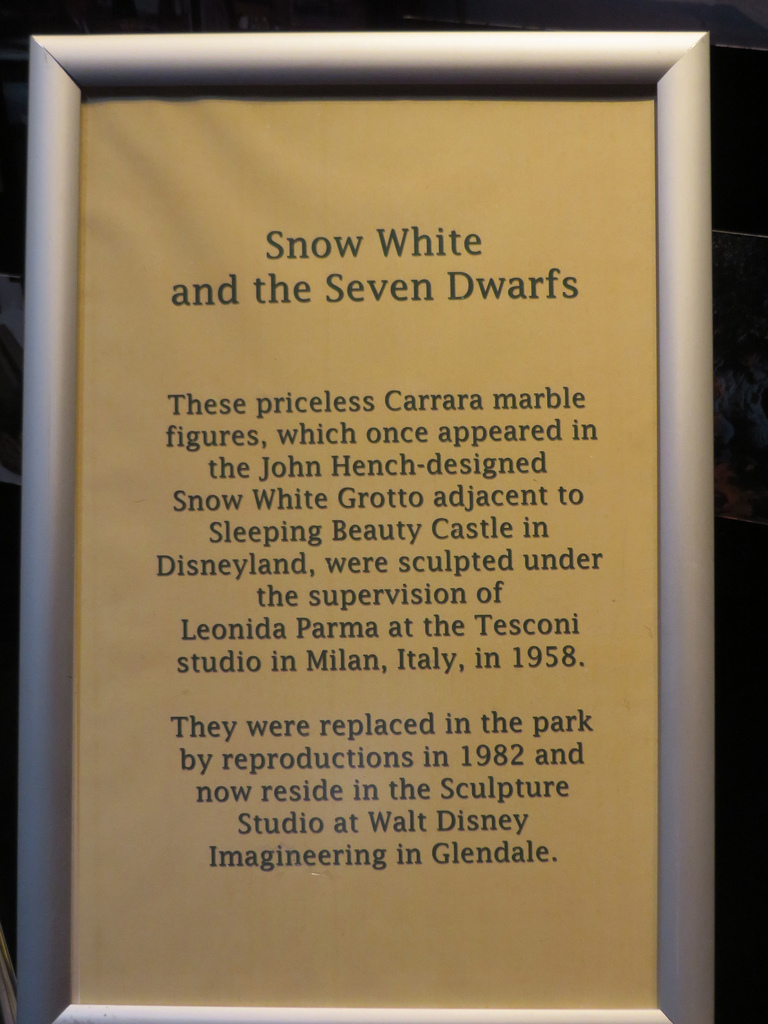 Snow White
and the Seven Dwarfs
These priceless Carrara marble
figures, which once appeared in
the John Hench-designed
Snow White Grotto adjacent to
Sleeping Beauty Castle in
Disneyland, were sculpted under
the supervision of
Leonida Parma at the Tesconi
studio in Milan, Italy, in 1958.
They were replaced in the park
by reproductions in 1982 and
now reside in the Sculpture
Studio at Walt Disney
Imagineering in Glendale.